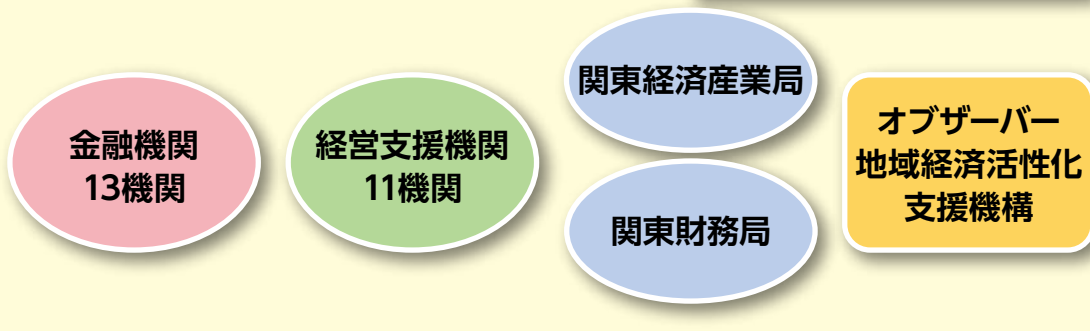 金融機関
13機関
経営支援機関
11機関
関東経済産業局
関東財務局
オブザーバー
地域経済活性化
支援機構